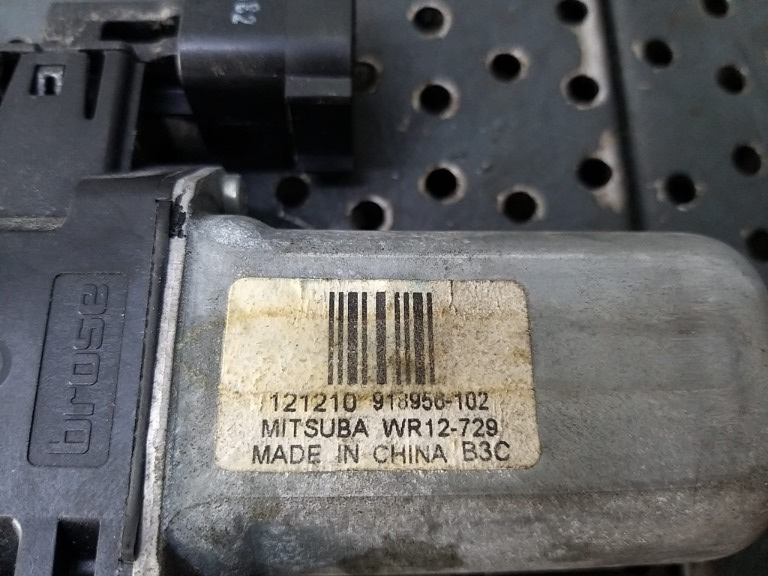 brose
121210 918956-102
MITSUBA WR12-729
MADE IN CHINA B3C